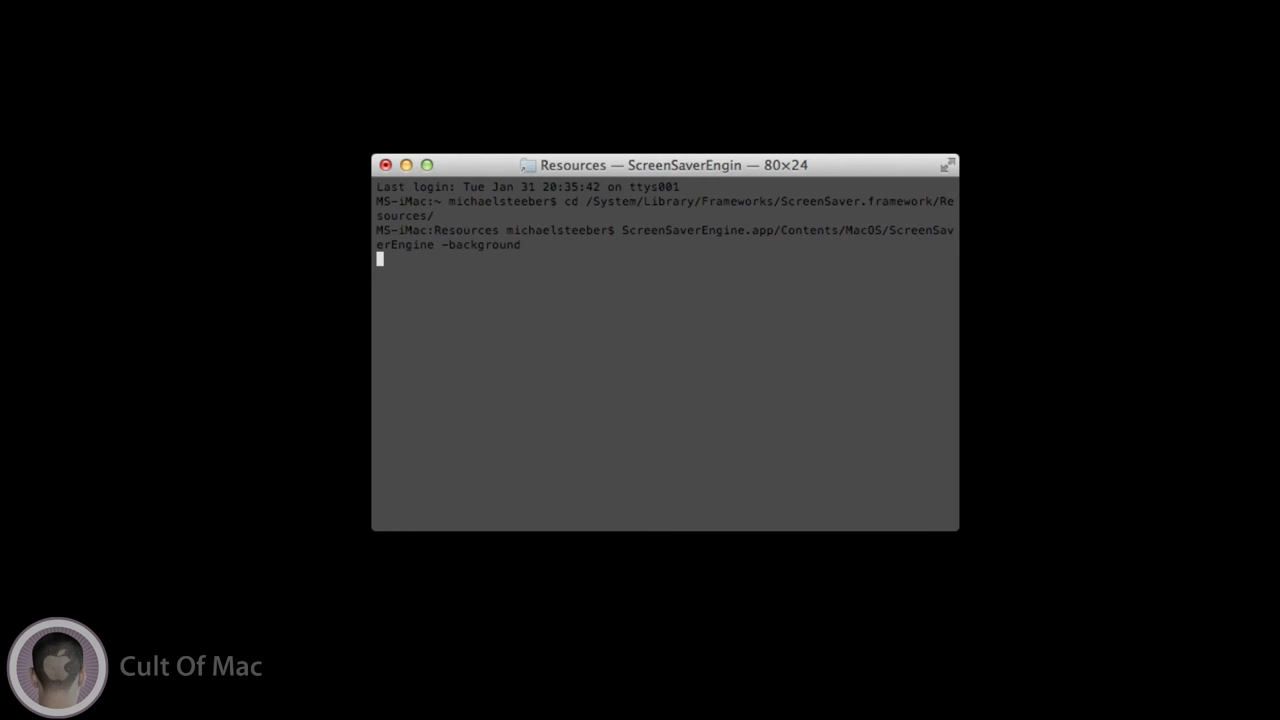 Resources — ScreenSaverEngin — 80×24
Last login: Tue Jan 31 20:35:42 on ttys001
MS-iMac:~ michaelsteeber$ cd /System/Library/Frameworks/ScreenSaver.framework/Re
sources/
MS-iMac:Resources michaelsteeber$ ScreenSaverEngine.app/Contents/MacOS/ScreenSav
erEngine -background
Cult Of Mac